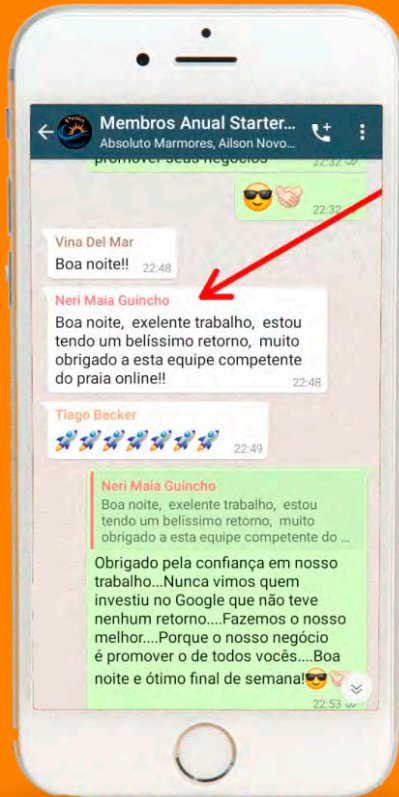 Membros Anual Starter...
Absoluto Marmores, Ailson Novo...
promover seus negócios 22:32
😎🤝 22:32
Vina Del Mar
Boa noite!! 22:48
Neri Maia Guincho
Boa noite, exelente trabalho, estou
tendo um belíssimo retorno, muito
obrigado a esta equipe competente
do praia online!!
22:48
Tiago Becker
🚀🚀🚀🚀🚀🚀🚀 22:49
Neri Maia Guincho
Boa noite, exelente trabalho, estou
tendo um belíssimo retorno, muito
obrigado a esta equipe competente do ...
Obrigado pela confiança em nosso
trabalho...Nunca vimos quem
investiu no Google que não teve
nenhum retorno....Fazemos o nosso
melhor....Porque o nosso negócio
é promover o de todos vocês....Boa
noite e ótimo final de semana!😎🤝
22:53